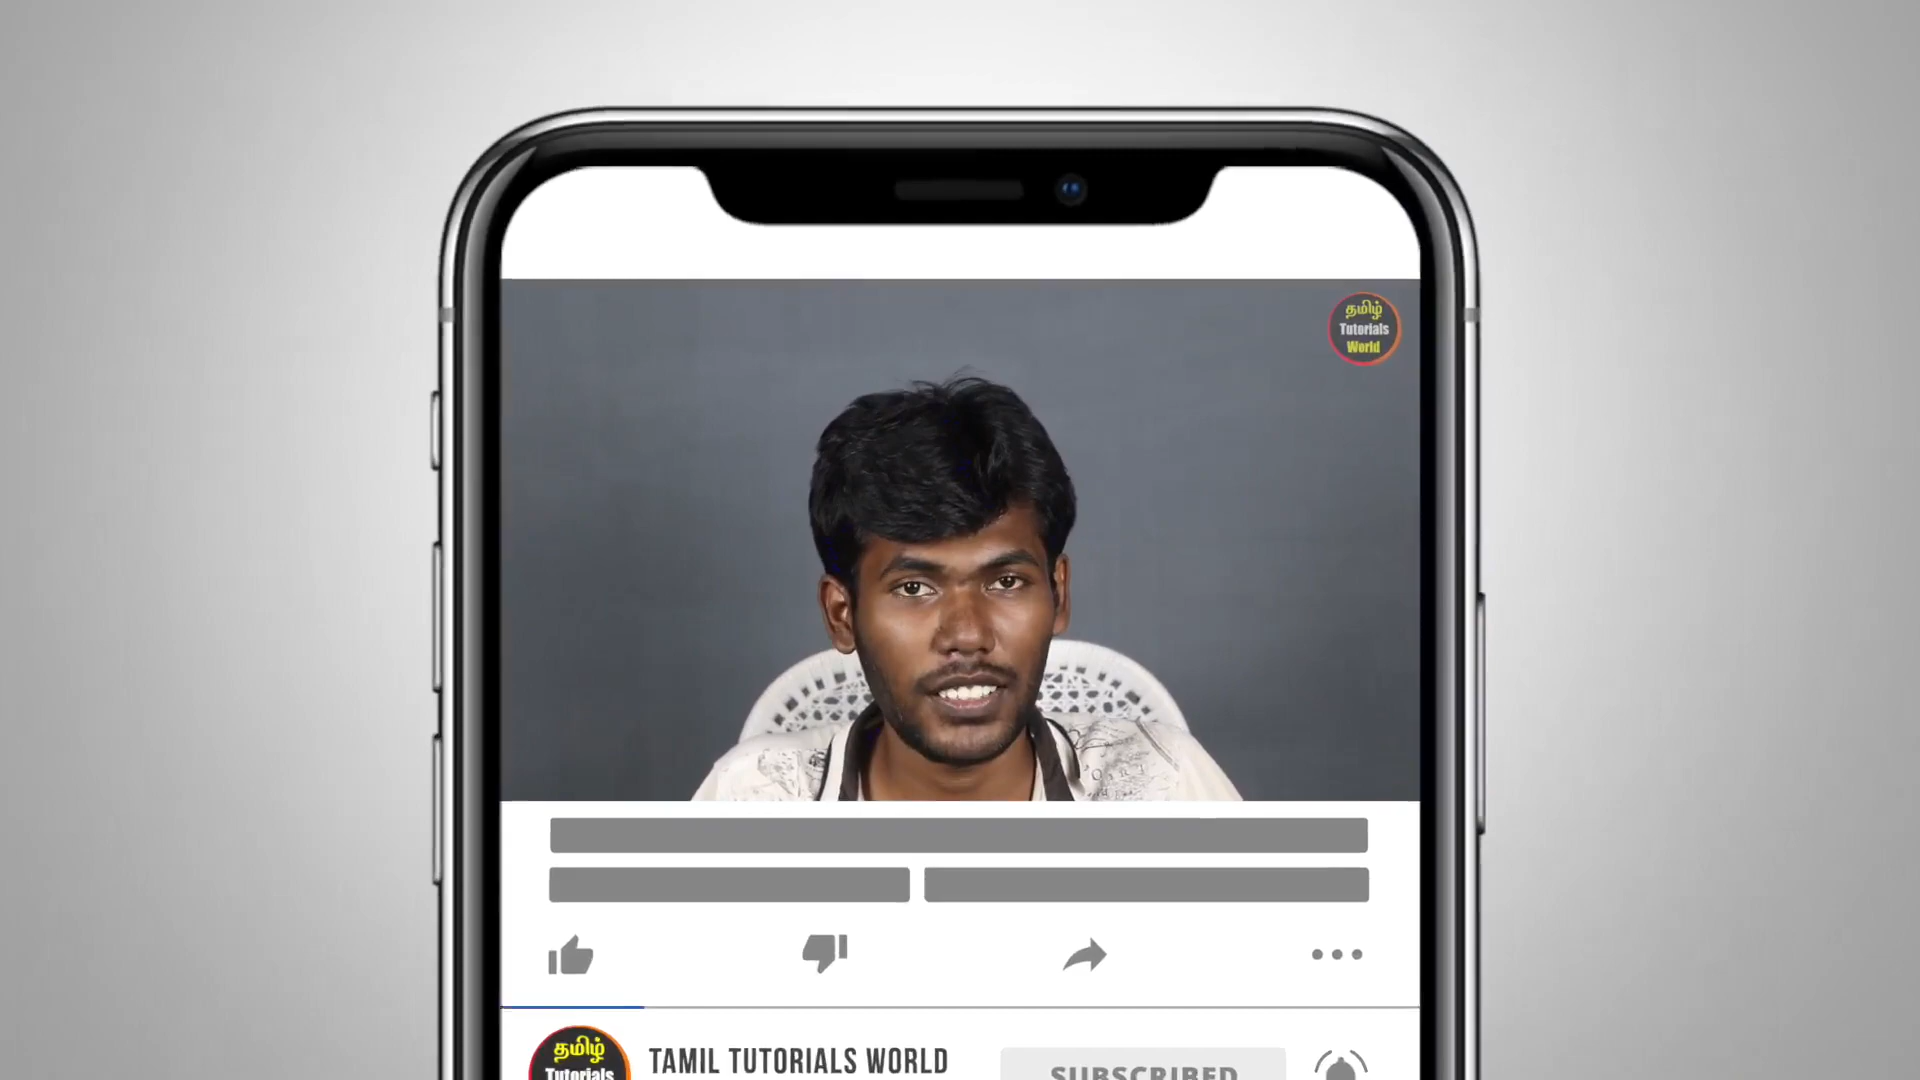 தமிழ்
Tutorials
World
தமிழ்
Tutorials
TAMIL TUTORIALS WORLD
SUBSCRIBED